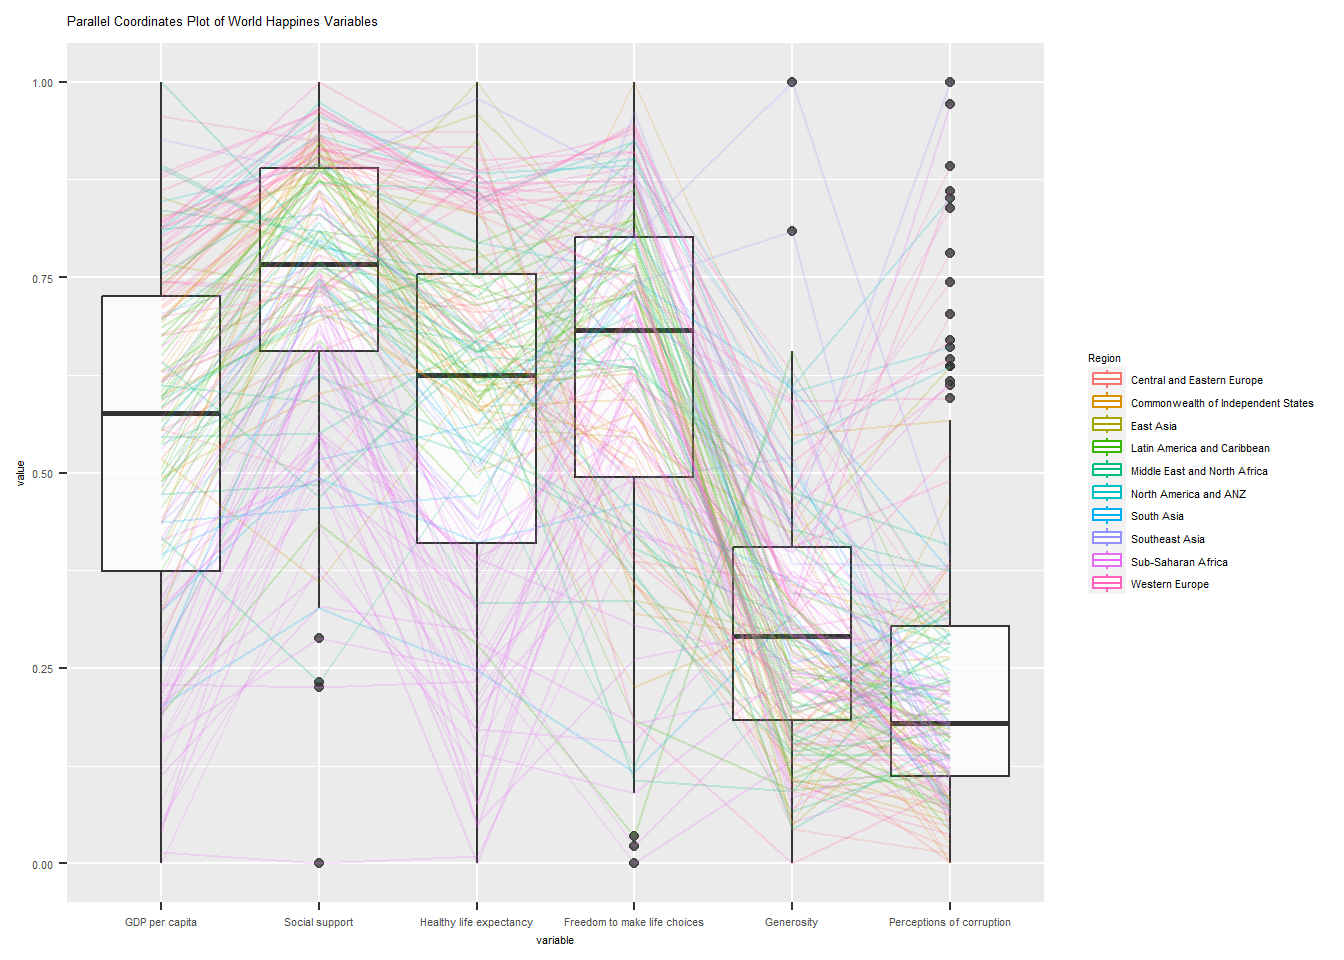 Parallel Coordinates Plot of World Happines Variables
1.00
0.75
0.50
0.25
0.00
value
GDP per capita
Social support
Healthy life expectancy
Freedom to make life choices
Generosity
Perceptions of corruption
variable
Region
Central and Eastern Europe
Commonwealth of Independent States
East Asia
Latin America and Caribbean
Middle East and North Africa
North America and ANZ
South Asia
Southeast Asia
Sub-Saharan Africa
Western Europe